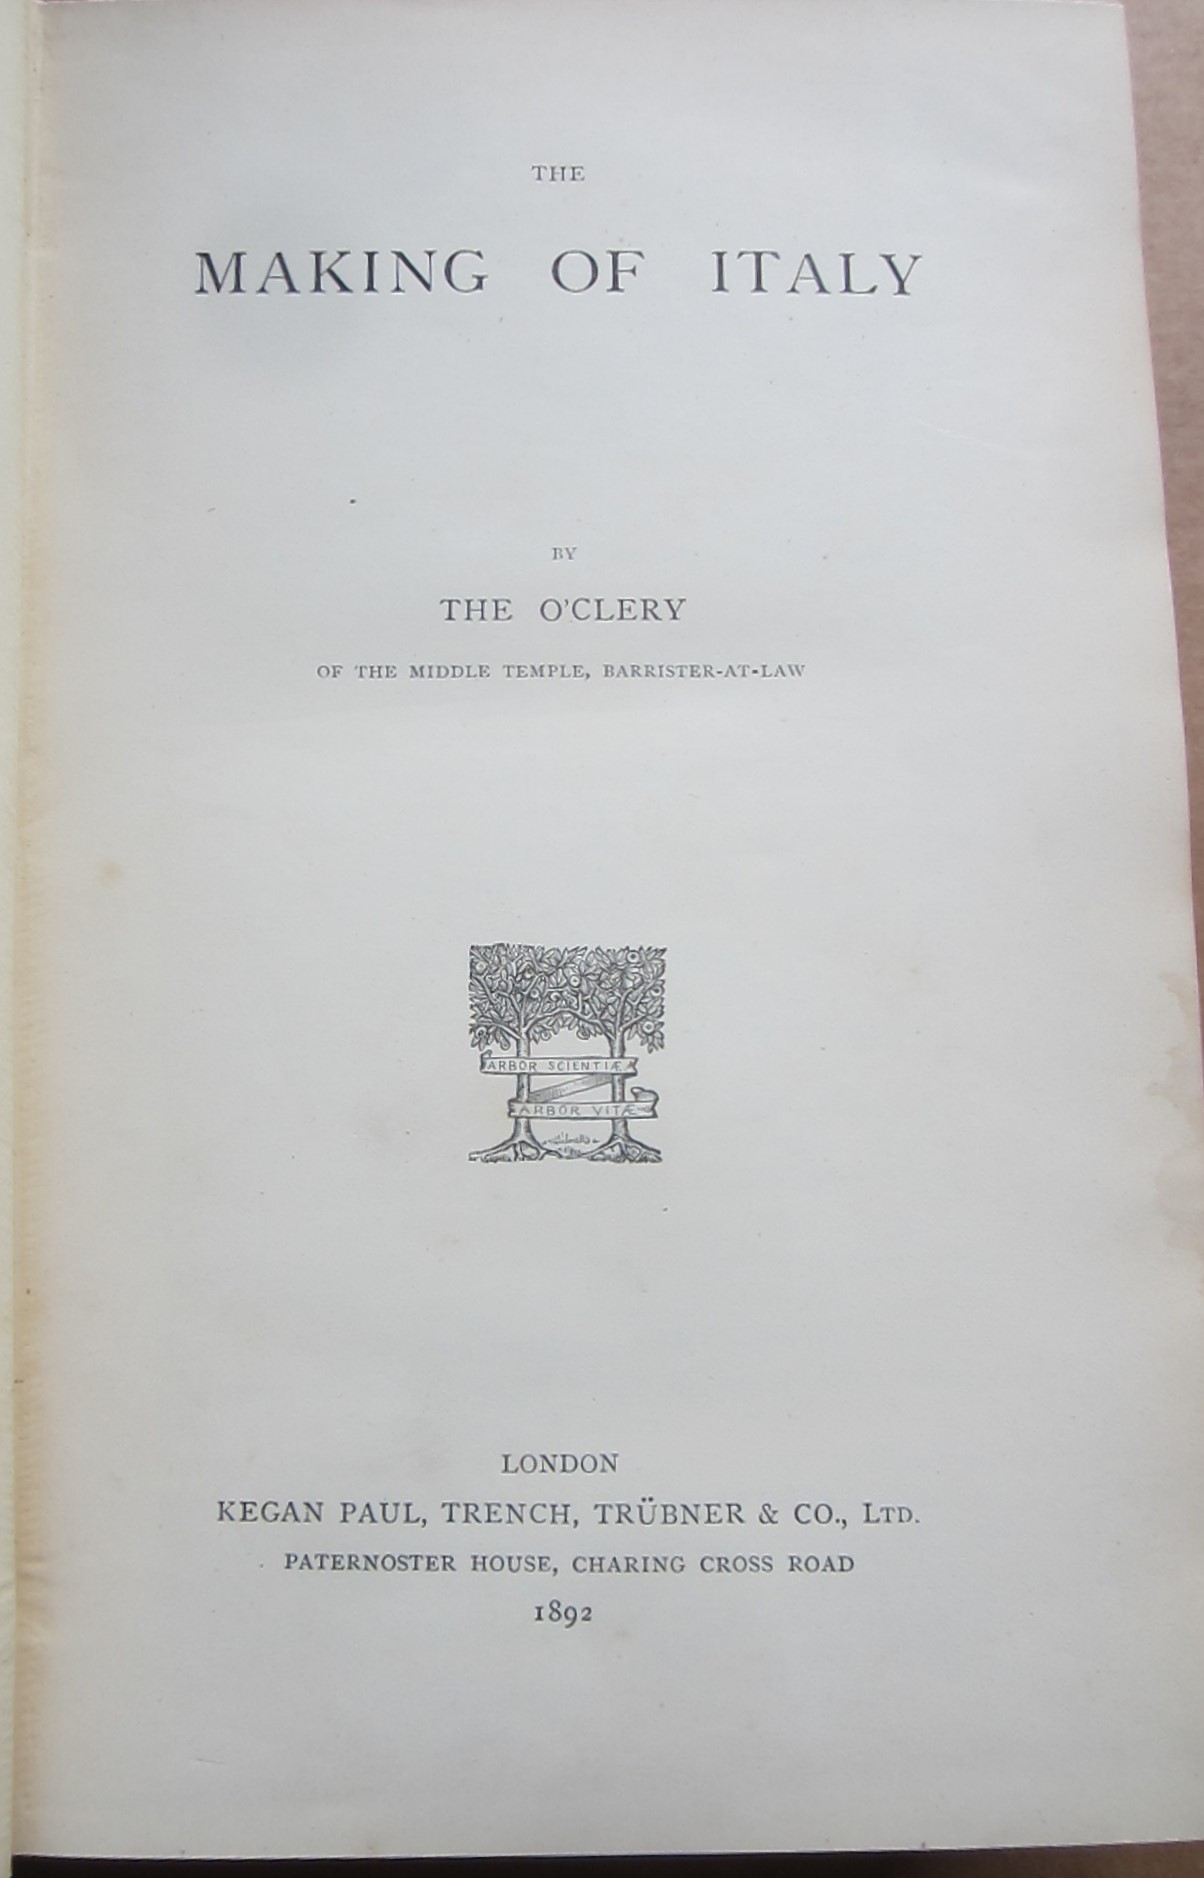 THE
MAKING OF ITALY
BY
THE O'CLERY
OF THE MIDDLE TEMPLE, BARRISTER-AT-LAW
ARBOR SCIENTIÆ
ARBOR VITÆ
LONDON
KEGAN PAUL, TRENCH, TRÜBNER & CO., LTD.
PATERNOSTER HOUSE, CHARING CROSS ROAD
1892